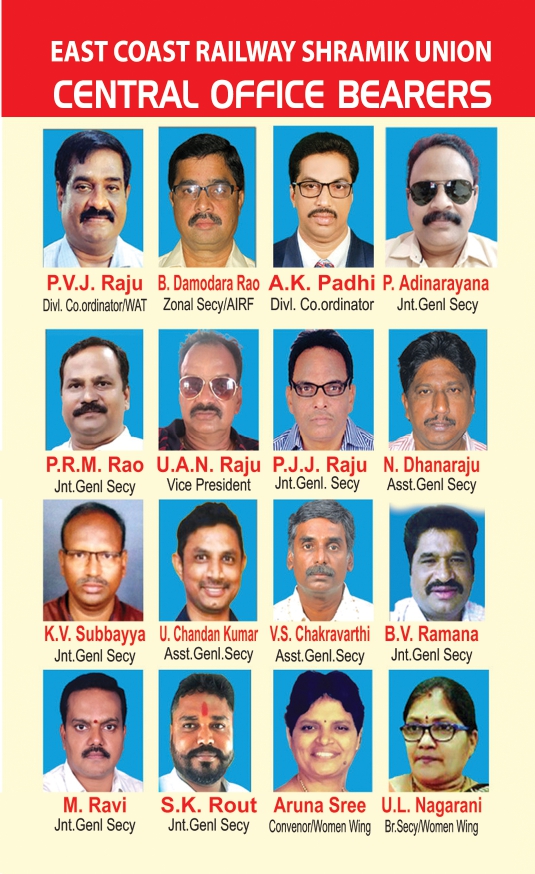 EAST COAST RAILWAY SHRAMIK UNION
CENTRAL OFFICE BEARERS
P.V.J. Raju
Divl. Co.ordinator/WAT
B. Damodara Rao
Zonal Secy/AIRF
A.K. Padhi
Divl. Co.ordinator
P. Adinarayana
Jnt.Genl Secy
P.R.M. Rao
Jnt.Genl Secy
U.A.N. Raju
Vice President
P.J.J. Raju
Jnt.Genl. Secy
N. Dhanaraju
Asst.Genl Secy
K.V. Subbayya
Jnt.Genl Secy
U. Chandan Kumar
Asst.Genl.Secy
V.S. Chakravarthi
Asst.Genl.Secy
B.V. Ramana
Jnt.Genl Secy
M. Ravi
Jnt.Genl Secy
S.K. Rout
Jnt.Genl Secy
Aruna Sree
Convenor/Women Wing
U.L. Nagarani
Br.Secy/Women Wing